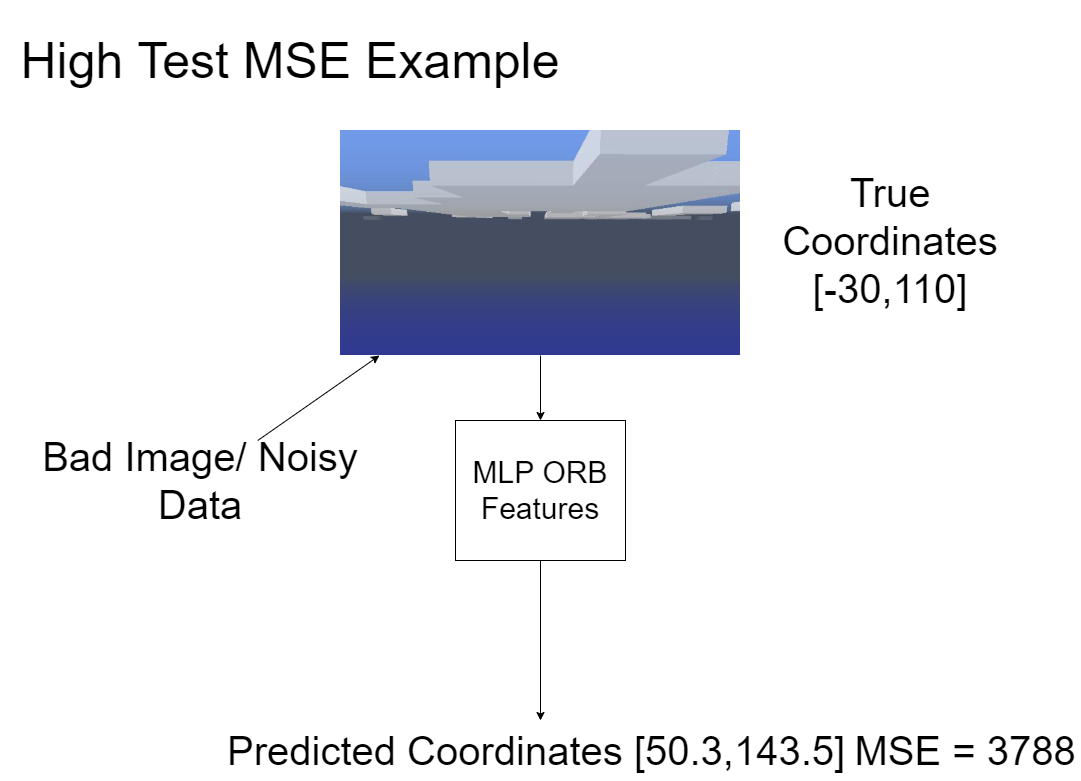 High Test MSE Example
True
Coordinates
[-30,110]
Bad Image/ Noisy
Data
MLP ORB
Features
Predicted Coordinates [50.3,143.5] MSE = 3788